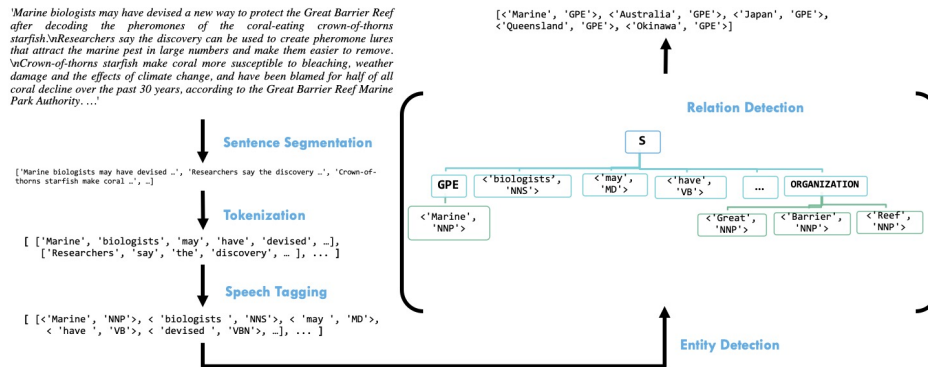 'Marine biologists may have devised a new way to protect the Great Barrier Reef
after decoding the pheromones of the coral-eating crown-of-thorns
starfish.\nResearchers say the discovery can be used to create pheromone lures
that attract the marine pest in large numbers and make them easier to remove.
\nCrown-of-thorns starfish make coral more susceptible to bleaching, weather
damage and the effects of climate change, and have been blamed for half of all
coral decline over the past 30 years, according to the Great Barrier Reef Marine
Park Authority. …'
Sentence Segmentation
['Marine biologists may have devised …', 'Researchers say the discovery …', 'Crown-of-
thorns starfish make coral …', …]
Tokenization
[ ['Marine', 'biologists', 'may', 'have', 'devised', …],
['Researchers', 'say', 'the', 'discovery', … ], ... ]
Speech Tagging
[ [<'Marine', 'NNP'>, < 'biologists ', 'NNS'>, < 'may ', 'MD'>,
< 'have ', 'VB'>, < 'devised ', 'VBN'>, …], ... ]
[<'Marine', 'GPE'>, <'Australia', 'GPE'>, <'Japan', 'GPE'>,
<'Queensland', 'GPE'>, <'Okinawa', 'GPE'>]
Relation Detection
S
GPE
<'biologists',
'NNS'>
<'may',
'MD'>
<'have',
'VB'>
...
ORGANIZATION
<'Marine',
'NNP'>
<'Great',
'NNP'>
<'Barrier',
'NNP'>
<'Reef',
'NNP'>
Entity Detection